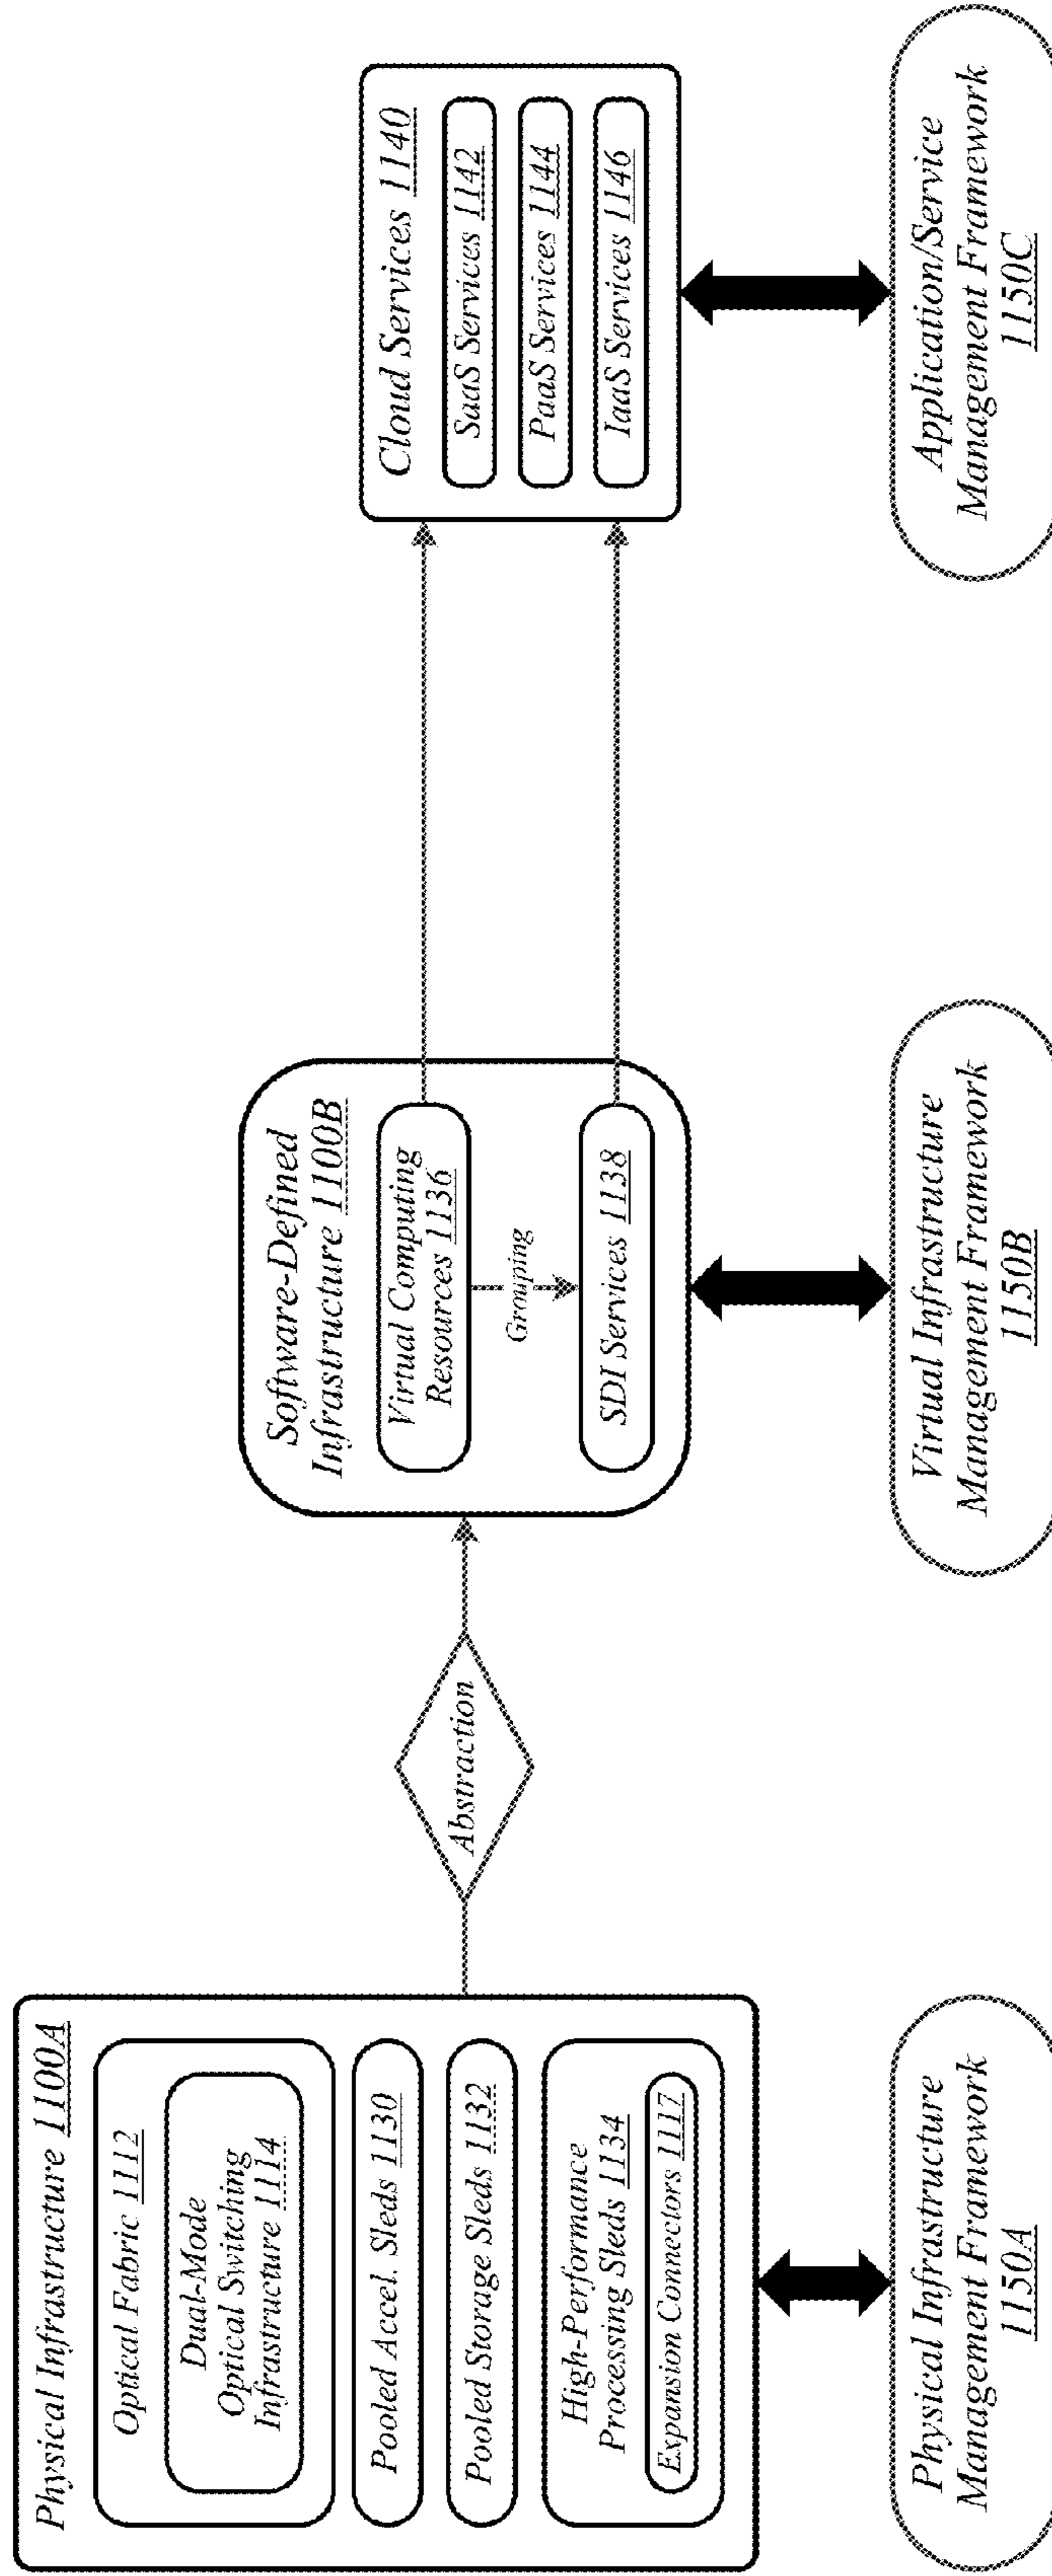 Physical Infrastructure 1100A
Optical Fabric 1112
Dual-Mode
Optical Switching
Infrastructure 1114
Pooled Accel. Sleds 1130
Pooled Storage Sleds 1132
High-Performance
Processing Sleds 1134
Expansion Connectors 1117
Physical Infrastructure
Management Framework
1150A
Abstraction
Software-Defined
Infrastructure 1100B
Virtual Computing
Resources 1136
Grouping
SDI Services 1138
Virtual Infrastructure
Management Framework
1150B
Cloud Services 1140
SaaS Services 1142
PaaS Services 1144
IaaS Services 1146
Application/Service
Management Framework
1150C